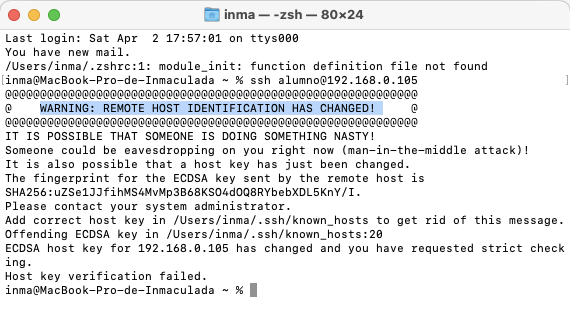 inma — -zsh — 80×24
Last login: Sat Apr  2 17:57:01 on ttys000
You have new mail.
/Users/inma/.zshrc:1: module_init: function definition file not found
[inma@MacBook-Pro-de-Inmaculada ~ % ssh alumno@192.168.0.105 ]
@@@@@@@@@@@@@@@@@@@@@@@@@@@@@@@@@@@@@@@@@@@@@@@@@@@@@@@@@@@
@    WARNING: REMOTE HOST IDENTIFICATION HAS CHANGED!     @
@@@@@@@@@@@@@@@@@@@@@@@@@@@@@@@@@@@@@@@@@@@@@@@@@@@@@@@@@@@
IT IS POSSIBLE THAT SOMEONE IS DOING SOMETHING NASTY!
Someone could be eavesdropping on you right now (man-in-the-middle attack)!
It is also possible that a host key has just been changed.
The fingerprint for the ECDSA key sent by the remote host is
SHA256:uZSe1JJfihMS4MvMp3B68KSO4dOQ8RYbebXDL5KnY/I.
Please contact your system administrator.
Add correct host key in /Users/inma/.ssh/known_hosts to get rid of this message.
Offending ECDSA key in /Users/inma/.ssh/known_hosts:20
ECDSA host key for 192.168.0.105 has changed and you have requested strict check
ing.
Host key verification failed.
inma@MacBook-Pro-de-Inmaculada ~ %